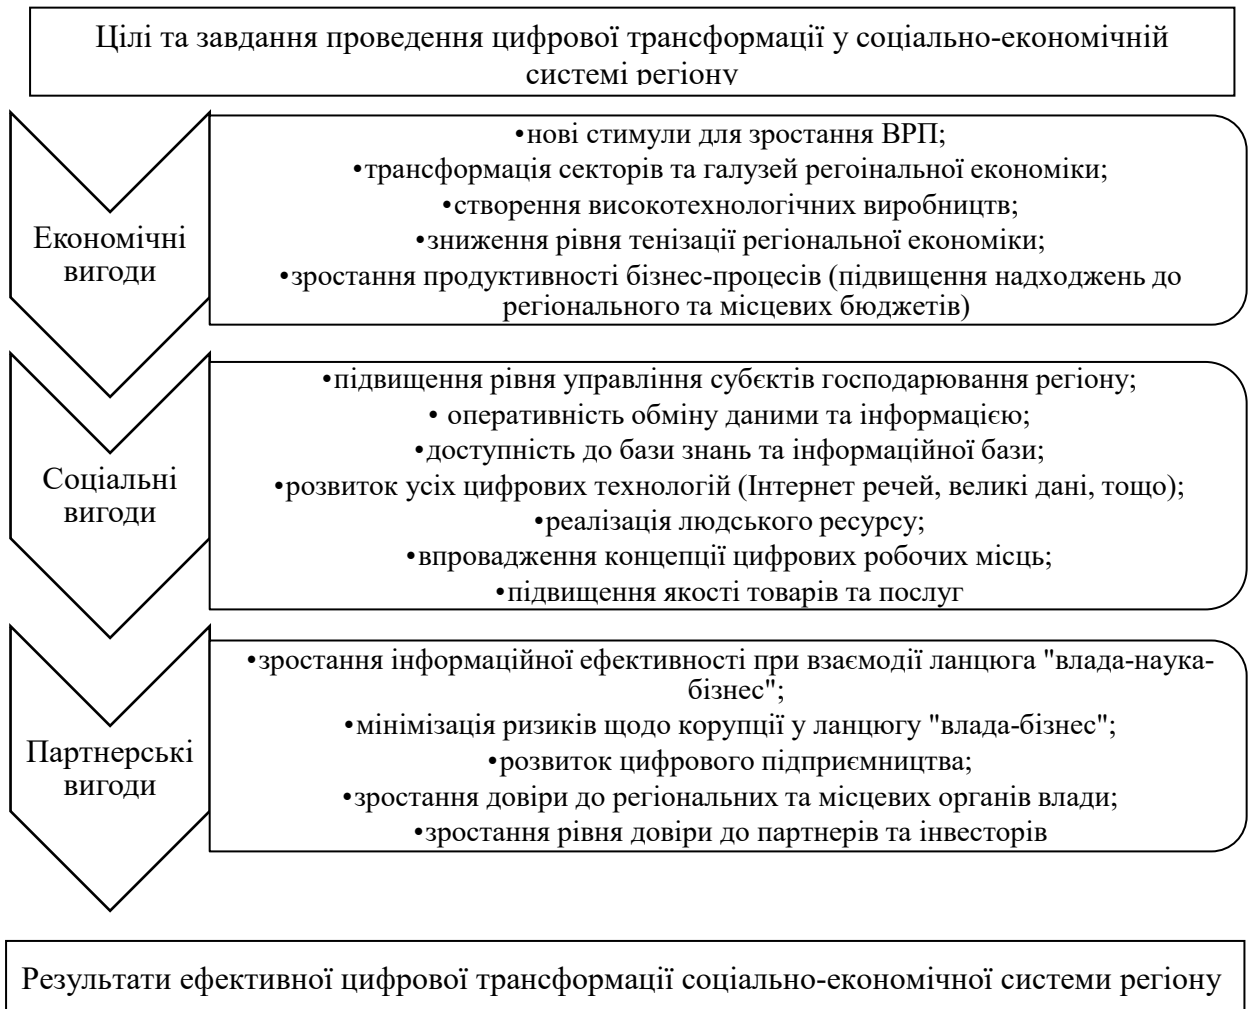 Цілі та завдання проведення цифрової трансформації у соціально-економічній
системі регіону
Економічні
вигоди
•нові стимули для зростання ВРП;
•трансформація секторів та галузей регоінальної економіки;
•створення високотехнологічних виробництв;
•зниження рівня тенізації регіональної економіки;
•зростання продуктивності бізнес-процесів (підвищення надходжень до
регіонального та місцевих бюджетів)
Соціальні
вигоди
•підвищення рівня управління субєктів господарювання регіону;
• оперативність обміну даними та інформацією;
•доступність до бази знань та інформаційної бази;
•розвиток усіх цифрових технологій (Інтернет речей, великі дані, тощо);
•реалізація людського ресурсу;
•впровадження концепції цифрових робочих місць;
•підвищення якості товарів та послуг
Партнерські
вигоди
•зростання інформаційної ефективності при взаємодії ланцюга "влада-наука-
бізнес";
•мінімізація ризиків щодо корупції у ланцюгу "влада-бізнес";
•розвиток цифрового підприємництва;
•зростання довіри до регіональних та місцевих органів влади;
•зростання рівня довіри до партнерів та інвесторів
Результати ефективної цифрової трансформації соціально-економічної системи регіону